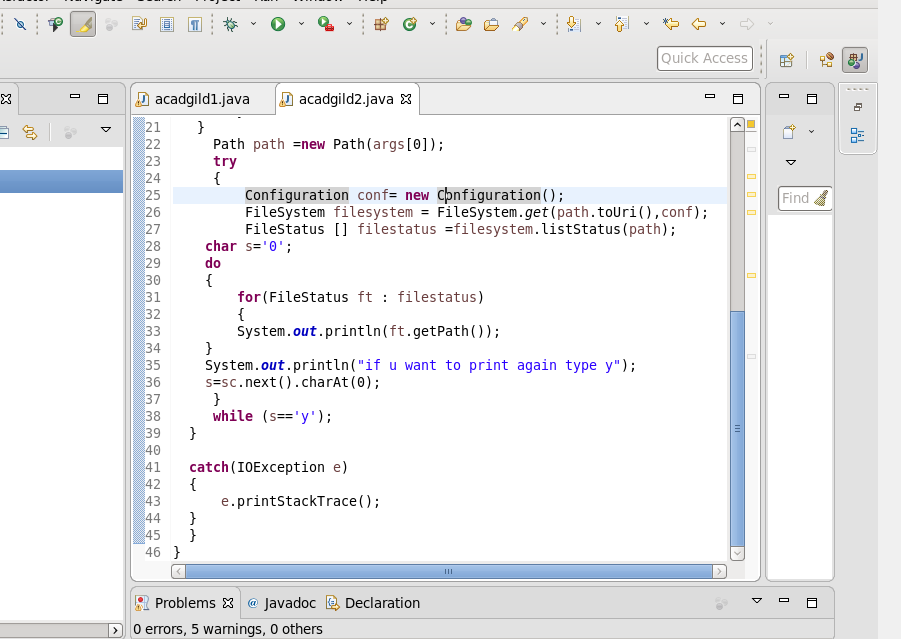 Quick Access
acadgild1.java
acadgild2.java
21 }
22 Path path =new Path(args[0]);
23 try
24 {
25 Configuration conf= new Configuration();
26 FileSystem filesystem = FileSystem.get(path.toUri(),conf);
27 FileStatus [] filestatus =filesystem.listStatus(path);
28 char s='0';
29 do
30 {
31 for(FileStatus ft : filestatus)
32 {
33 System.out.println(ft.getPath());
34 }
35 System.out.println("if u want to print again type y");
36 s=sc.next().charAt(0);
37 }
38 while (s=='y');
39 }
40
41 catch(IOException e)
42 {
43 e.printStackTrace();
44 }
45 }
46 }
Find
Problems
@ Javadoc
Declaration
0 errors, 5 warnings, 0 others